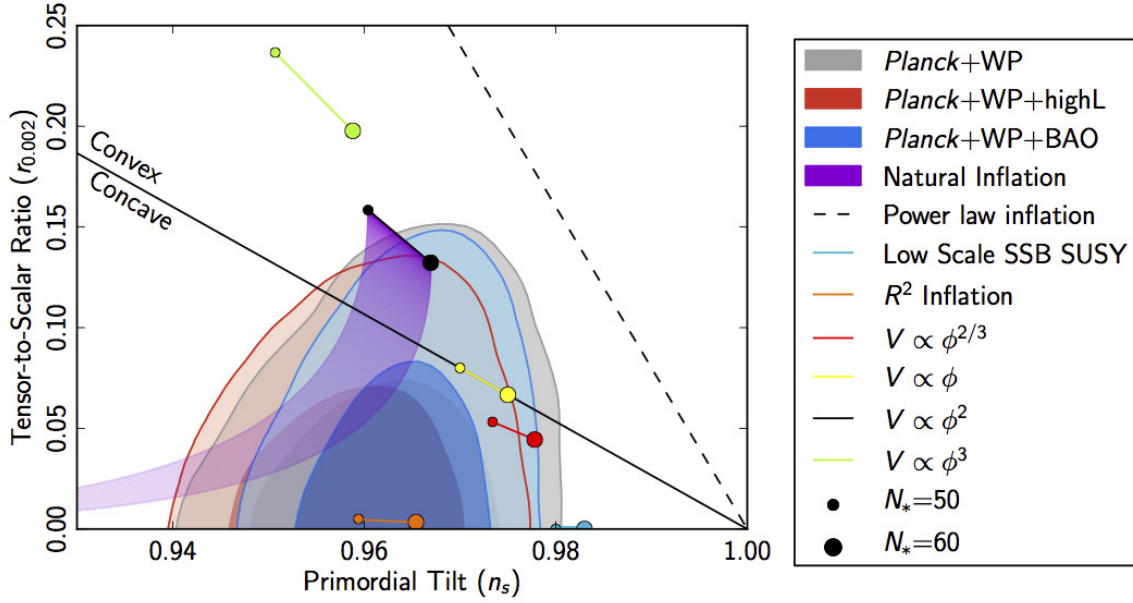 Tensor-to-Scalar Ratio (r₀.₀₀₂)
0.25
0.20
0.15
0.10
0.05
0.00
Convex
Concave
0.94
0.96
0.98
1.00
Primordial Tilt (nₛ)
Planck+WP
Planck+WP+highL
Planck+WP+BAO
Natural Inflation
Power law inflation
Low Scale SSB SUSY
R² Inflation
V ∝ ϕ²/³
V ∝ ϕ
V ∝ ϕ²
V ∝ ϕ³
N*=50
N*=60